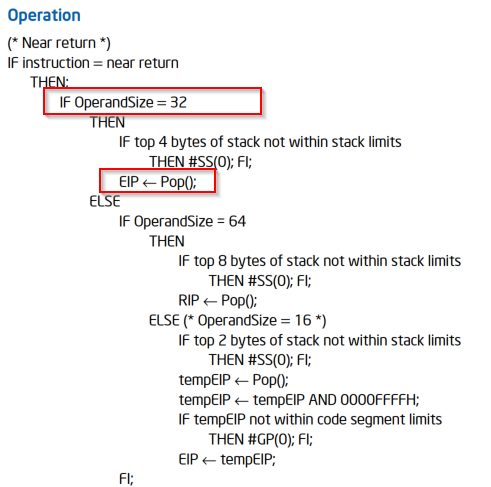 Operation
(* Near return *)
IF instruction = near return
THEN;
IF OperandSize = 32
THEN
IF top 4 bytes of stack not within stack limits
THEN #SS(0); FI;
EIP ← Pop();
ELSE
IF OperandSize = 64
THEN
IF top 8 bytes of stack not within stack limits
THEN #SS(0); FI;
RIP ← Pop();
ELSE (* OperandSize = 16 *)
IF top 2 bytes of stack not within stack limits
THEN #SS(0); FI;
tempEIP ← Pop();
tempEIP ← tempEIP AND 0000FFFFH;
IF tempEIP not within code segment limits
THEN #GP(0); FI;
EIP ← tempEIP;
FI;